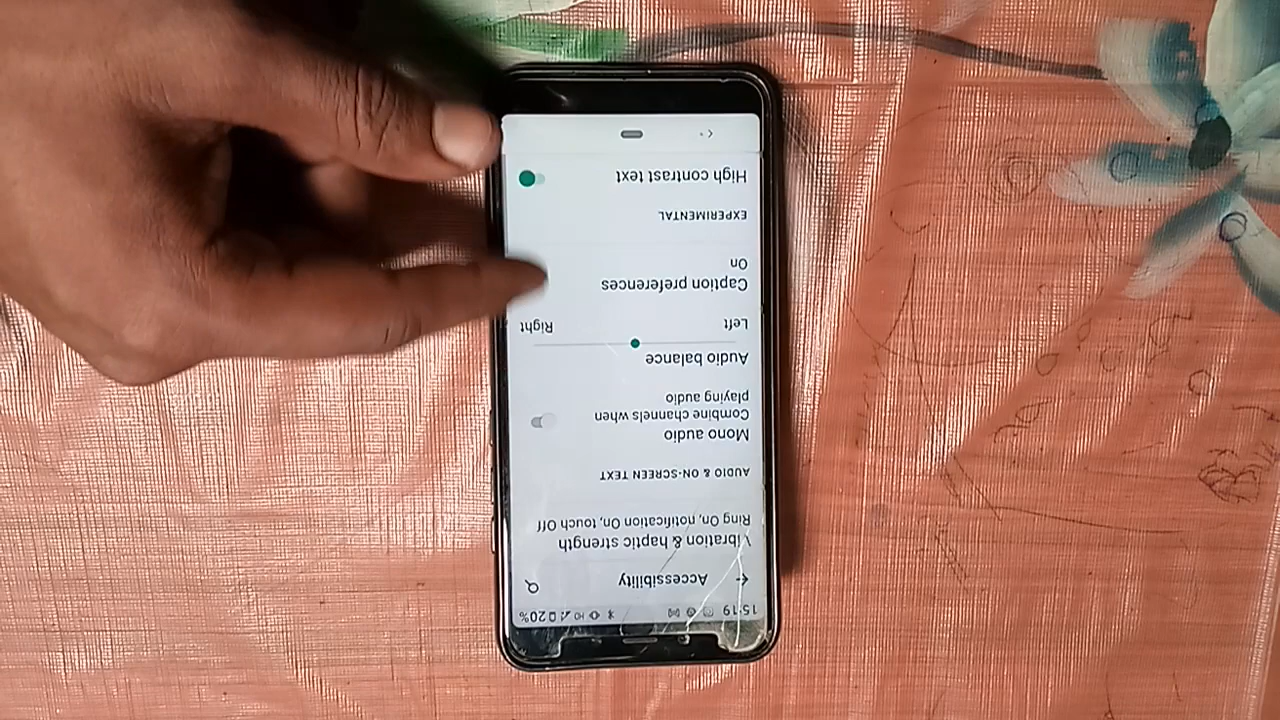 15:19 20%
Accessibility
Vibration & haptic strength
Ring On, notification On, touch Off
AUDIO & ON-SCREEN TEXT
Mono audio
Combine channels when
playing audio
Audio balance
Left Right
Caption preferences
On
EXPERIMENTAL
High contrast text